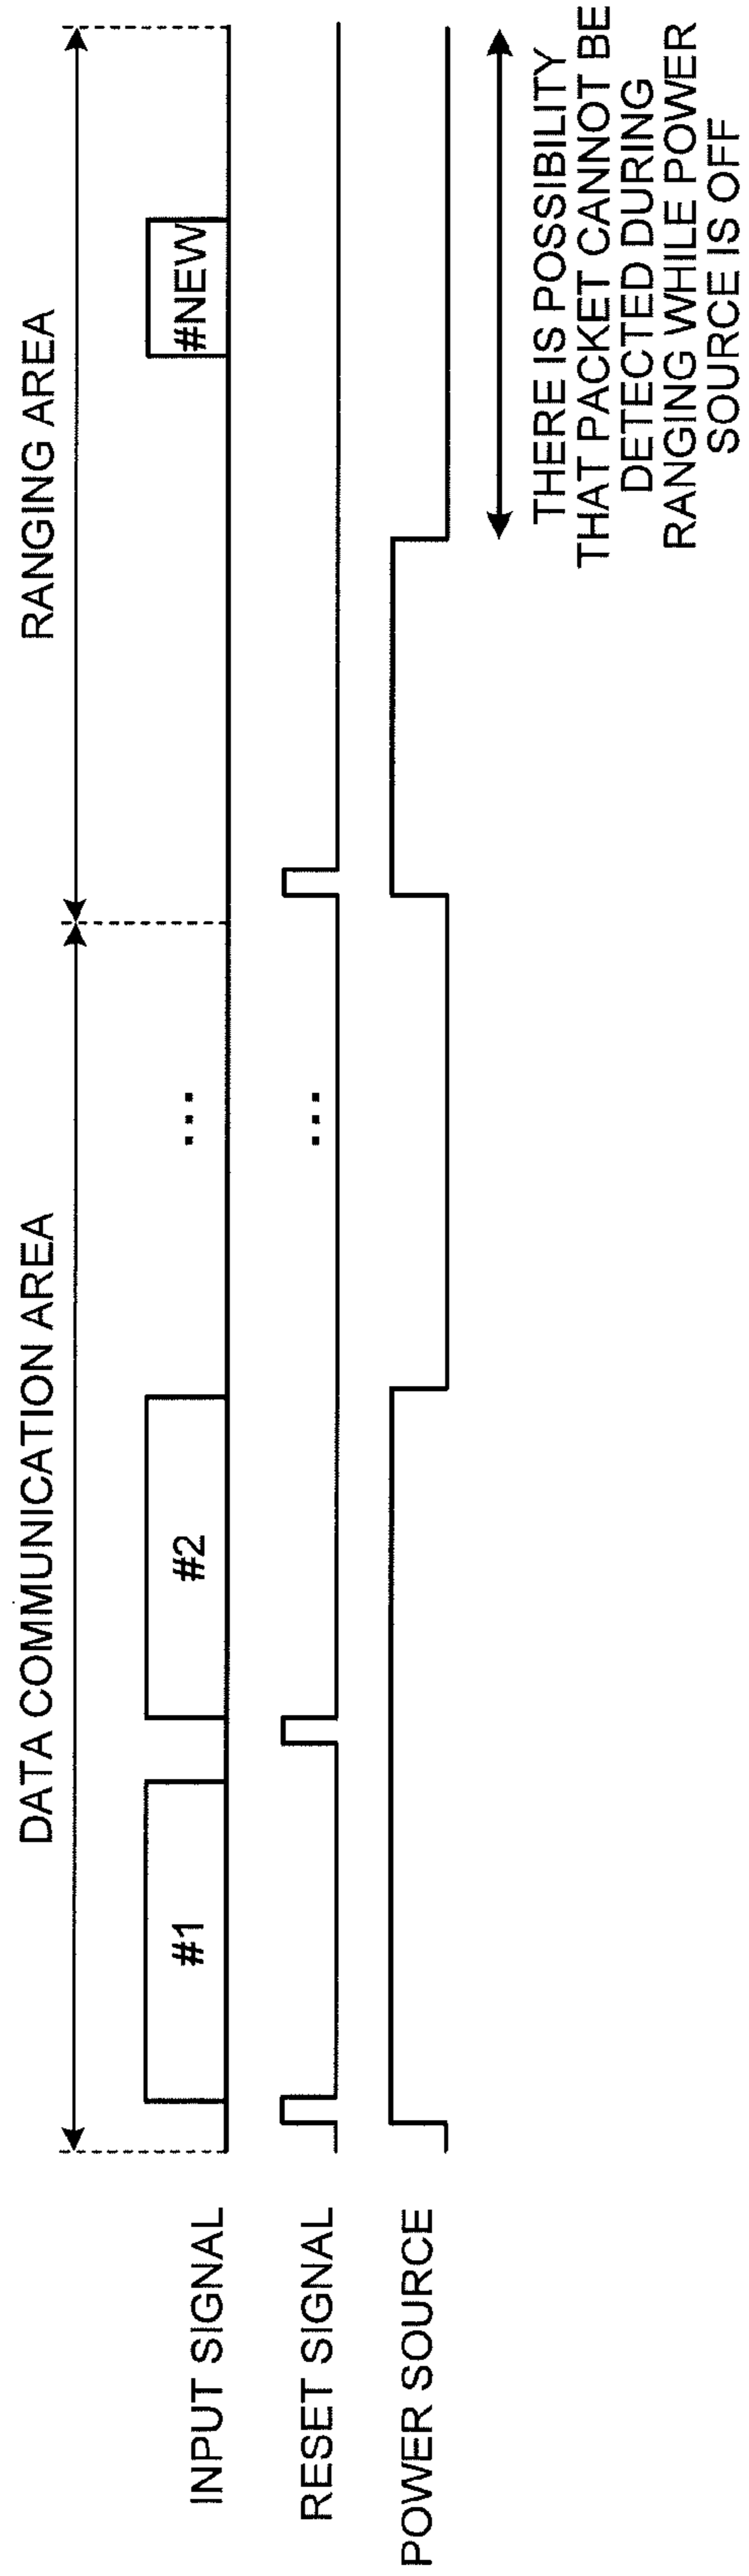 DATA COMMUNICATION AREA
RANGING AREA
INPUT SIGNAL
#1
#2
...
#NEW
RESET SIGNAL
...
POWER SOURCE
THERE IS POSSIBILITY
THAT PACKET CANNOT BE
DETECTED DURING
RANGING WHILE POWER
SOURCE IS OFF